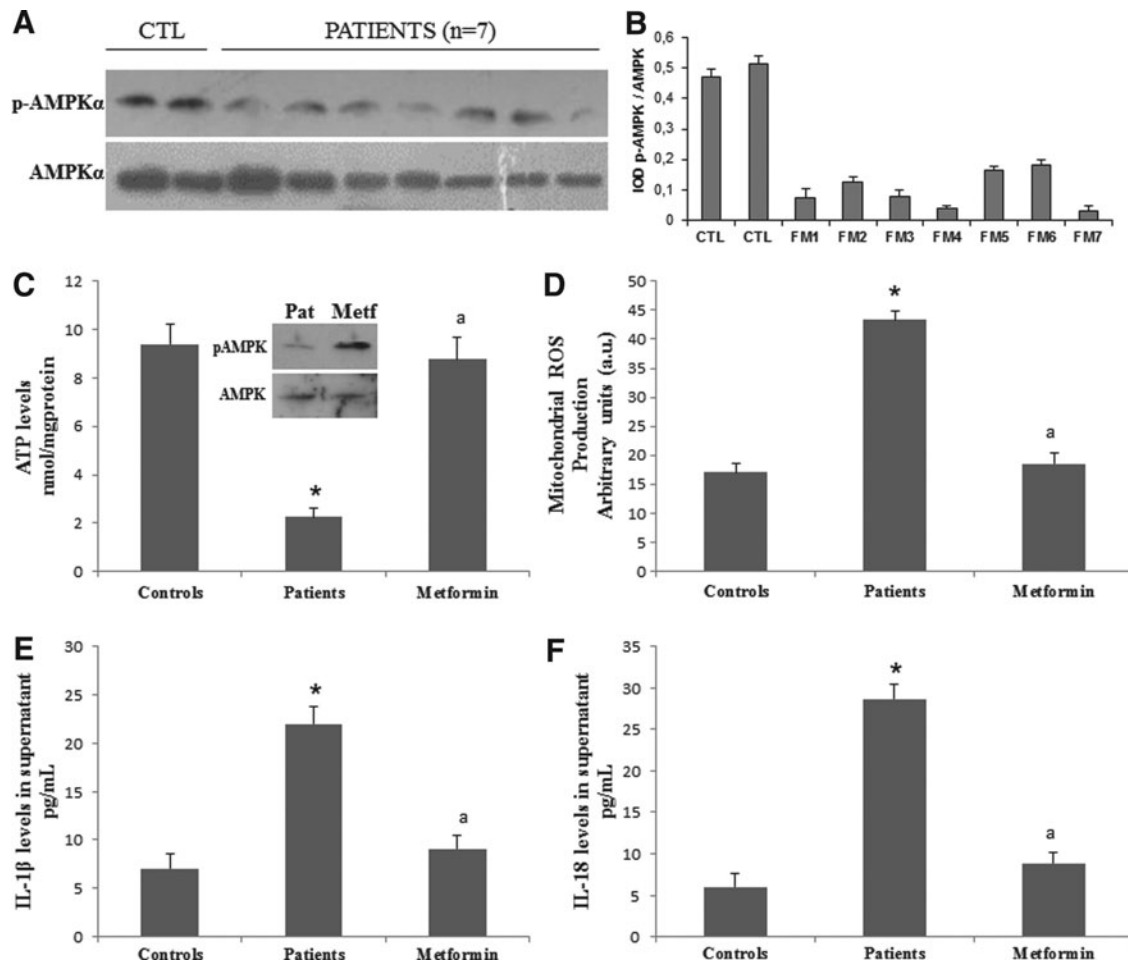 A
CTL PATIENTS (n=7)
p-AMPKα
AMPKα
B
IOD p-AMPK / AMPK
0,6
0,5
0,4
0,3
0,2
0,1
0
CTL CTL FM1 FM2 FM3 FM4 FM5 FM6 FM7
C
ATP levels
nmol/mgprotein
12
10
8
6
4
2
0
Pat Metf
pAMPK
AMPK
*
a
Controls Patients Metformin
D
Mitochondrial ROS
Production
Arbitrary units (a.u.)
50
45
40
35
30
25
20
15
10
5
0
*
a
Controls Patients Metformin
E
IL-1β levels in supernatant
pg/mL
30
25
20
15
10
5
0
*
a
Controls Patients Metformin
F
IL-18 levels in supernatant
pg/mL
35
30
25
20
15
10
5
0
*
a
Controls Patients Metformin